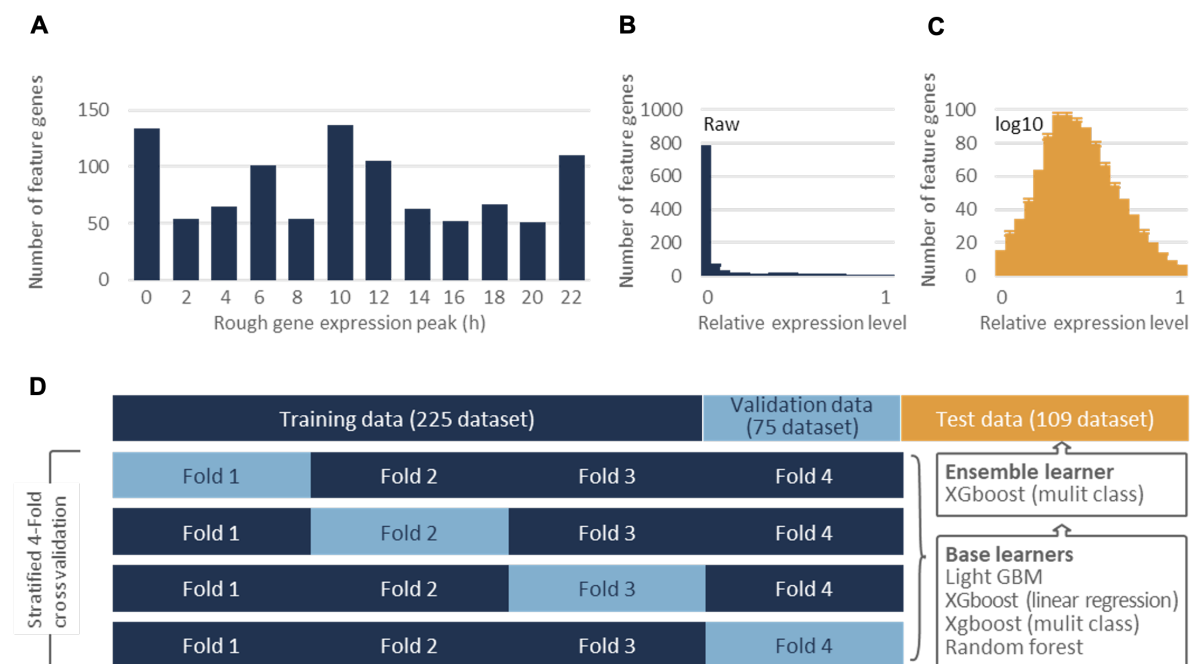 A
B
C
Number of feature genes
150
100
50
0
0 2 4 6 8 10 12 14 16 18 20 22
Rough gene expression peak (h)
Number of feature genes
1000
800
600
400
200
0
Raw
0 1
Relative expression level
Number of feature genes
100
80
60
40
20
0
log10
0 1
Relative expression level
D
Training data (225 dataset)
Validation data
(75 dataset)
Test data (109 dataset)
Stratified 4-Fold
crossvalidation
Fold 1 Fold 2 Fold 3 Fold 4
Fold 1 Fold 2 Fold 3 Fold 4
Fold 1 Fold 2 Fold 3 Fold 4
Fold 1 Fold 2 Fold 3 Fold 4
Ensemble learner
XGboost (mulit class)
Base learners
Light GBM
XGboost (linear regression)
Xgboost (mulit class)
Random forest